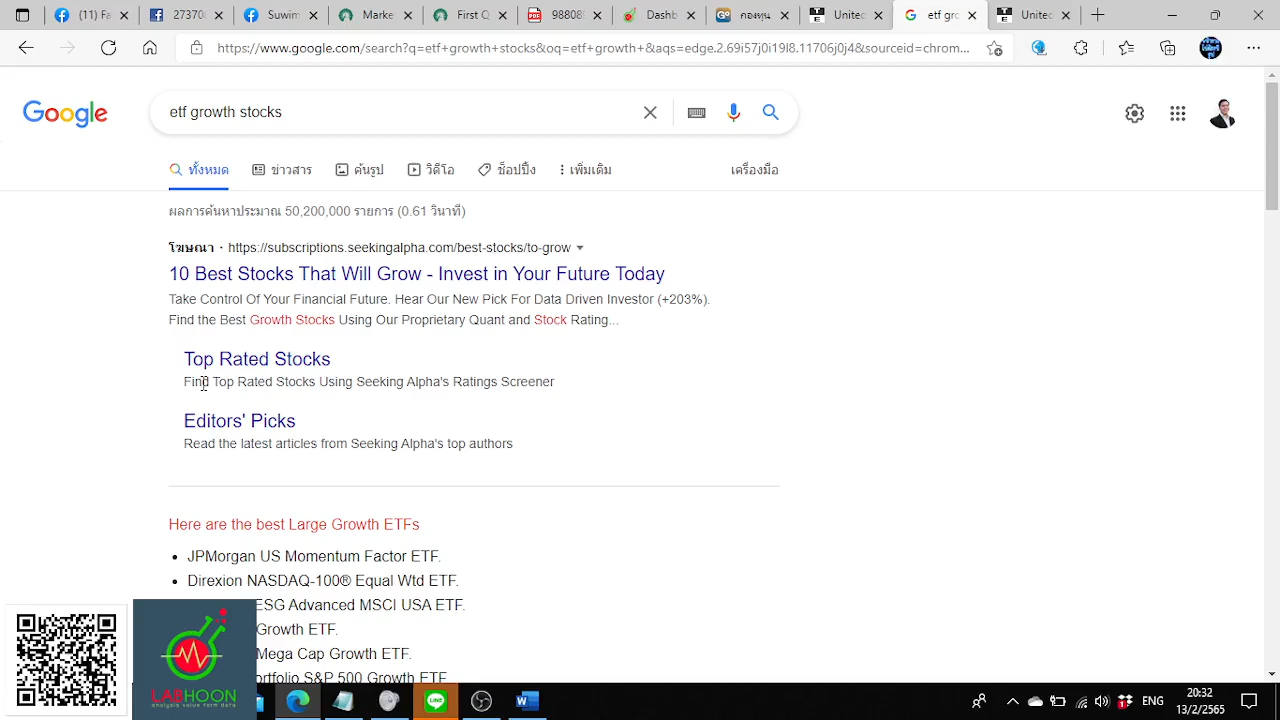 (11) Fa
27370
Suwin
Marke
First G
98808
Dashb
news
United
etf gro
United
https://www.google.com/search?q=etf+growth+stocks&oq=etf+growth+&aqs=edge.2.69i57j0i19l8.11706j0j4&sourceid=chrom...
Google
etf growth stocks
ทั้งหมด
ข่าวสาร
ค้นรูป
วิดีโอ
ช็อปปิ้ง
เพิ่มเติม
เครื่องมือ
ผลการค้นหาประมาณ 50,200,000 รายการ (0.61 วินาที)
โฆษณา · https://subscriptions.seekingalpha.com/best-stocks/to-grow
10 Best Stocks That Will Grow - Invest in Your Future Today
Take Control Of Your Financial Future. Hear Our New Pick For Data Driven Investor (+203%).
Find the Best Growth Stocks Using Our Proprietary Quant and Stock Rating...
Top Rated Stocks
Find Top Rated Stocks Using Seeking Alpha's Ratings Screener
Editors' Picks
Read the latest articles from Seeking Alpha's top authors
Here are the best Large Growth ETFs
• JPMorgan US Momentum Factor ETF.
• Direxion NASDAQ-100® Equal Wtd ETF.
ESG Advanced MSCI USA ETF.
Growth ETF.
Mega Cap Growth ETF.
ortfolio S&P 500 Growth ETF
LABHOON
analysis value form data
ENG
20:32
13/2/2565